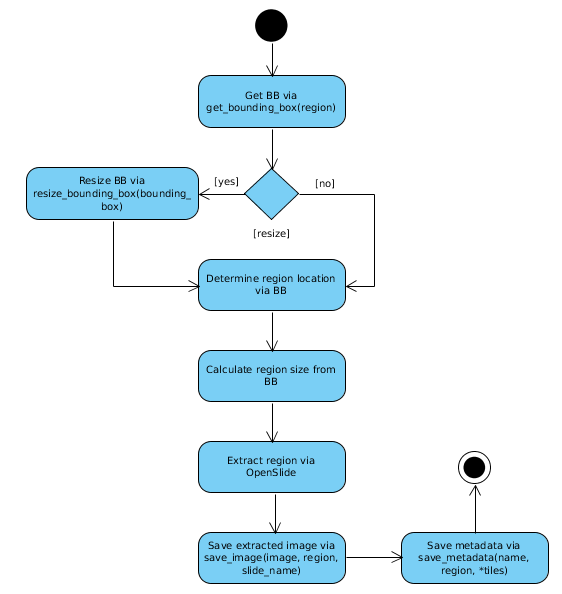 Get BB via
get_bounding_box(region)
[yes]
[no]
Resize BB via
resize_bounding_box(bounding_
box)
[resize]
Determine region location
via BB
Calculate region size from
BB
Extract region via
OpenSlide
Save extracted image via
save_image(image, region,
slide_name)
Save metadata via
save_metadata(name,
region, *tiles)